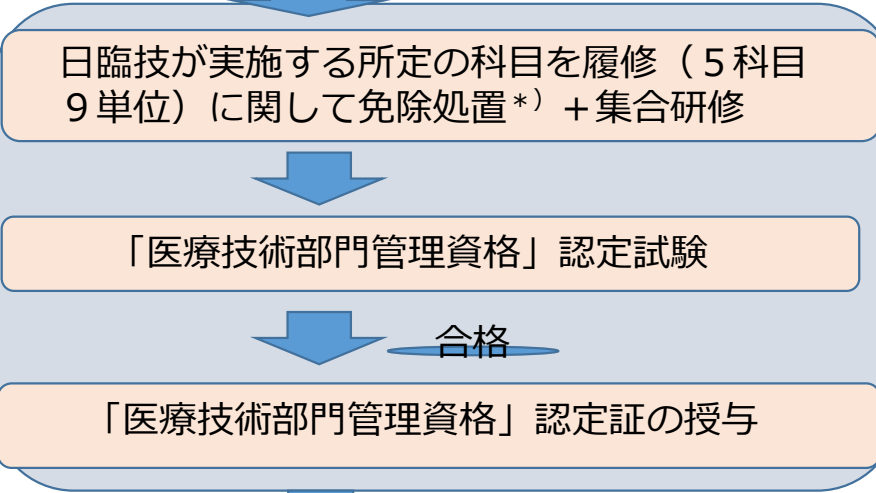 日臨技が実施する所定の科目を履修（５科目
９単位）に関して免除処置*）＋集合研修
「医療技術部門管理資格」認定試験
合格
「医療技術部門管理資格」認定証の授与